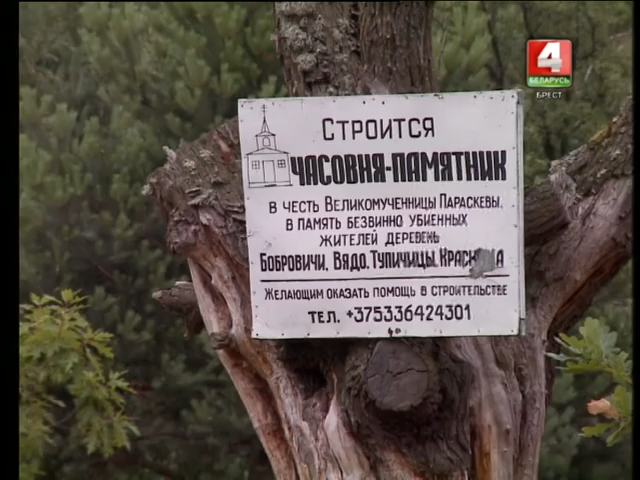 4
БЕЛАРУСЬ
БРЕСТ
СТРОИТСЯ
ЧАСОВНЯ-ПАМЯТНИК
В ЧЕСТЬ ВЕЛИКОМУЧЕННИЦЫ ПАРАСКЕВЫ.
В ПАМЯТЬ БЕЗВИННО УБИЕННЫХ
ЖИТЕЛЕЙ ДЕРЕВЕНЬ
БОБРОВИЧИ, ВЯДО, ТУПИЧИЦЫ,
ЖЕЛАЮЩИМ ОКАЗАТЬ ПОМОЩЬ В СТРОИТЕЛЬСТВЕ
ТЕЛ. +375336424301